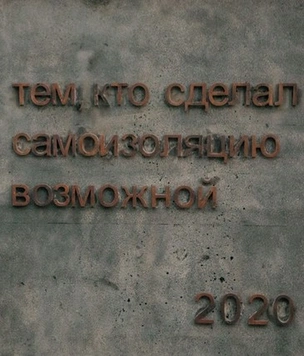 тем, кто сделал
самоизоляцию
возможной
2020